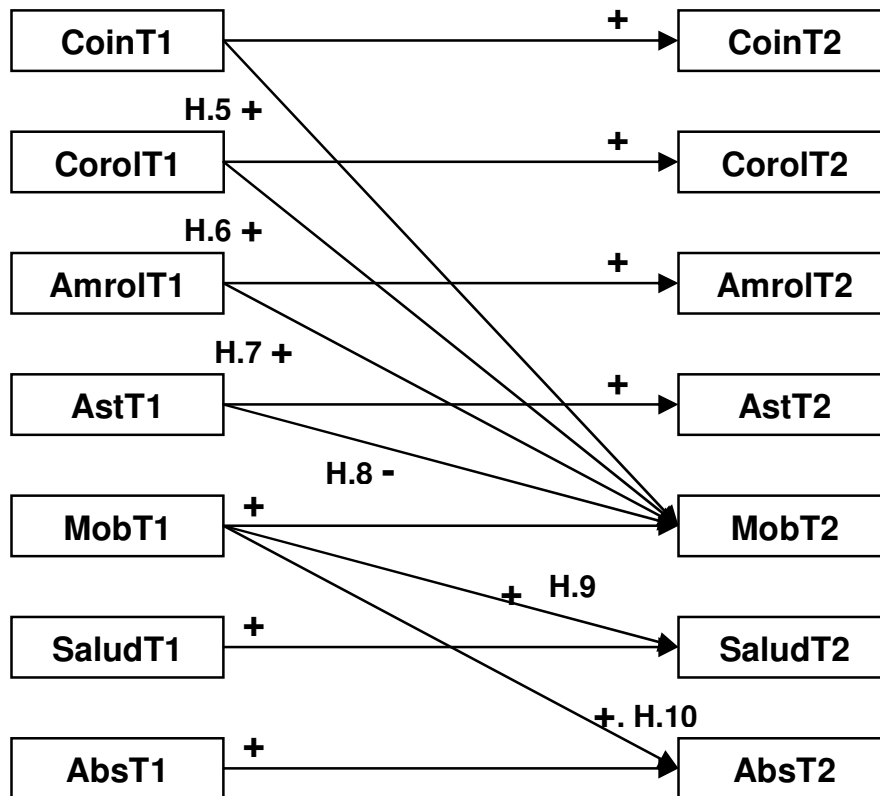 CoinT1 + CoinT2
H.5 +
CorolT1 + CorolT2
H.6 +
AmrolT1 + AmrolT2
H.7 +
AstT1 + AstT2
H.8 -
MobT1 + MobT2
+ H.9
SaludT1 + SaludT2
+. H.10
AbsT1 + AbsT2